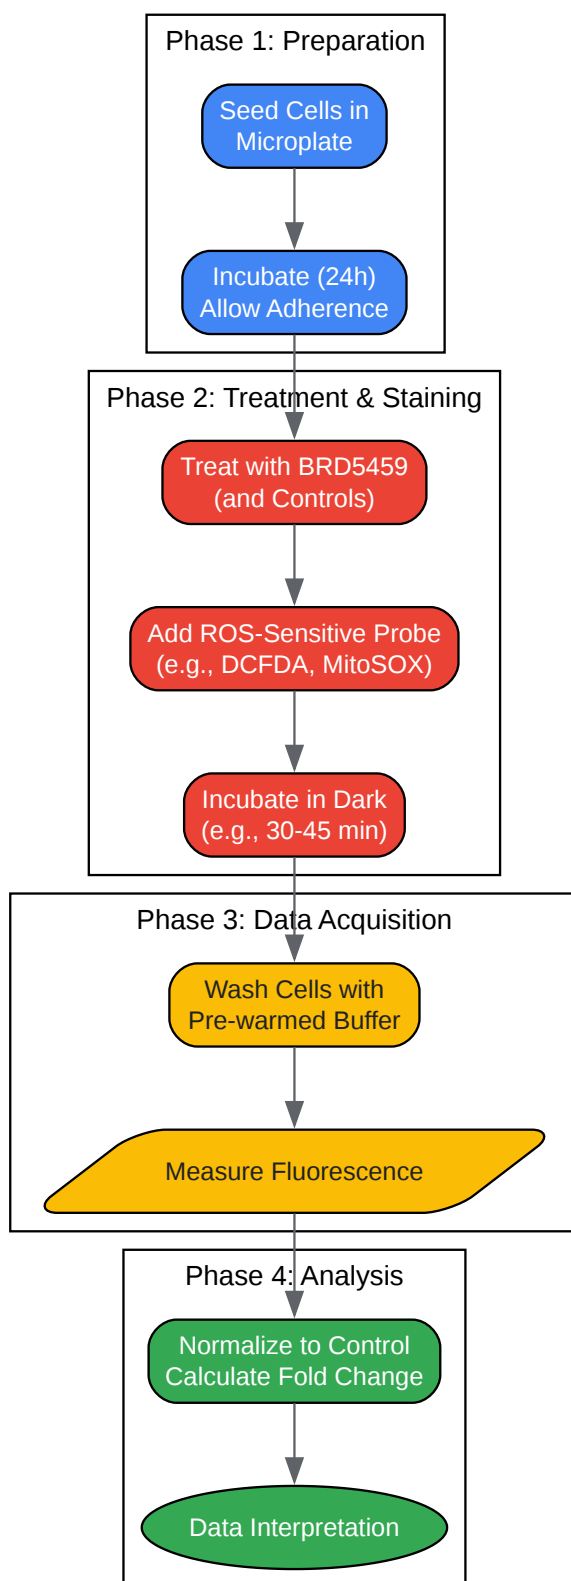 Phase 1: Preparation
Seed Cells in
Microplate
Incubate (24h)
Allow Adherence
Phase 2: Treatment & Staining
Treat with BRD5459
(and Controls)
Add ROS-Sensitive Probe
(e.g., DCFDA, MitoSOX)
Incubate in Dark
(e.g., 30-45 min)
Phase 3: Data Acquisition
Wash Cells with
Pre-warmed Buffer
Measure Fluorescence
Phase 4: Analysis
Normalize to Control
Calculate Fold Change
Data Interpretation